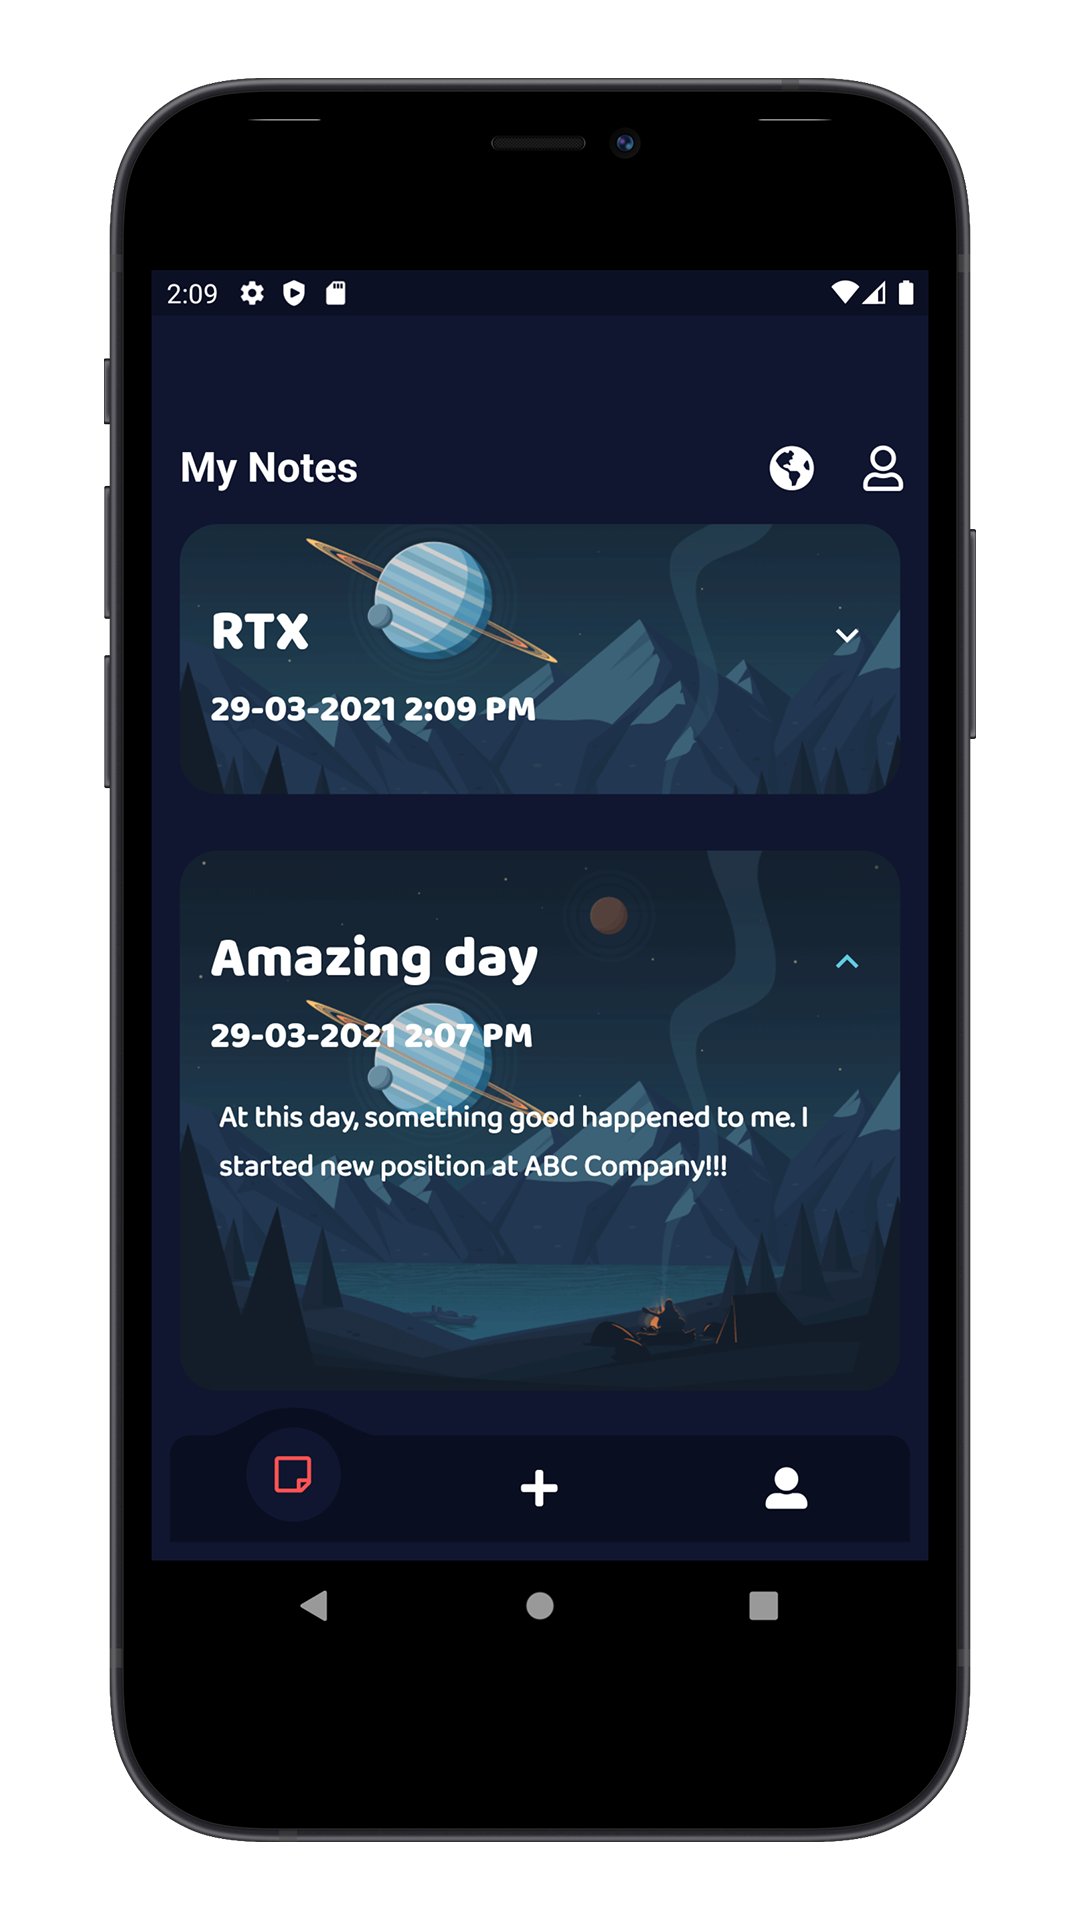 2:09
My Notes
RTX
29-03-2021 2:09 PM
Amazing day
29-03-2021 2:07 PM
At this day, something good happened to me. I
started new position at ABC Company!!!